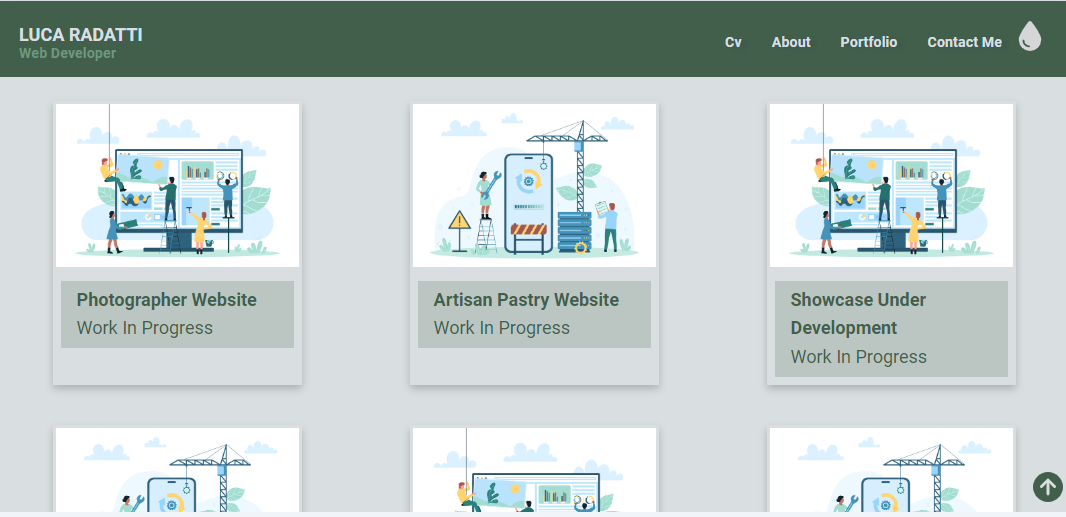 LUCA RADATTI
Web Developer
Cv About Portfolio Contact Me
Photographer Website
Work In Progress
Artisan Pastry Website
Work In Progress
Showcase Under
Development
Work In Progress